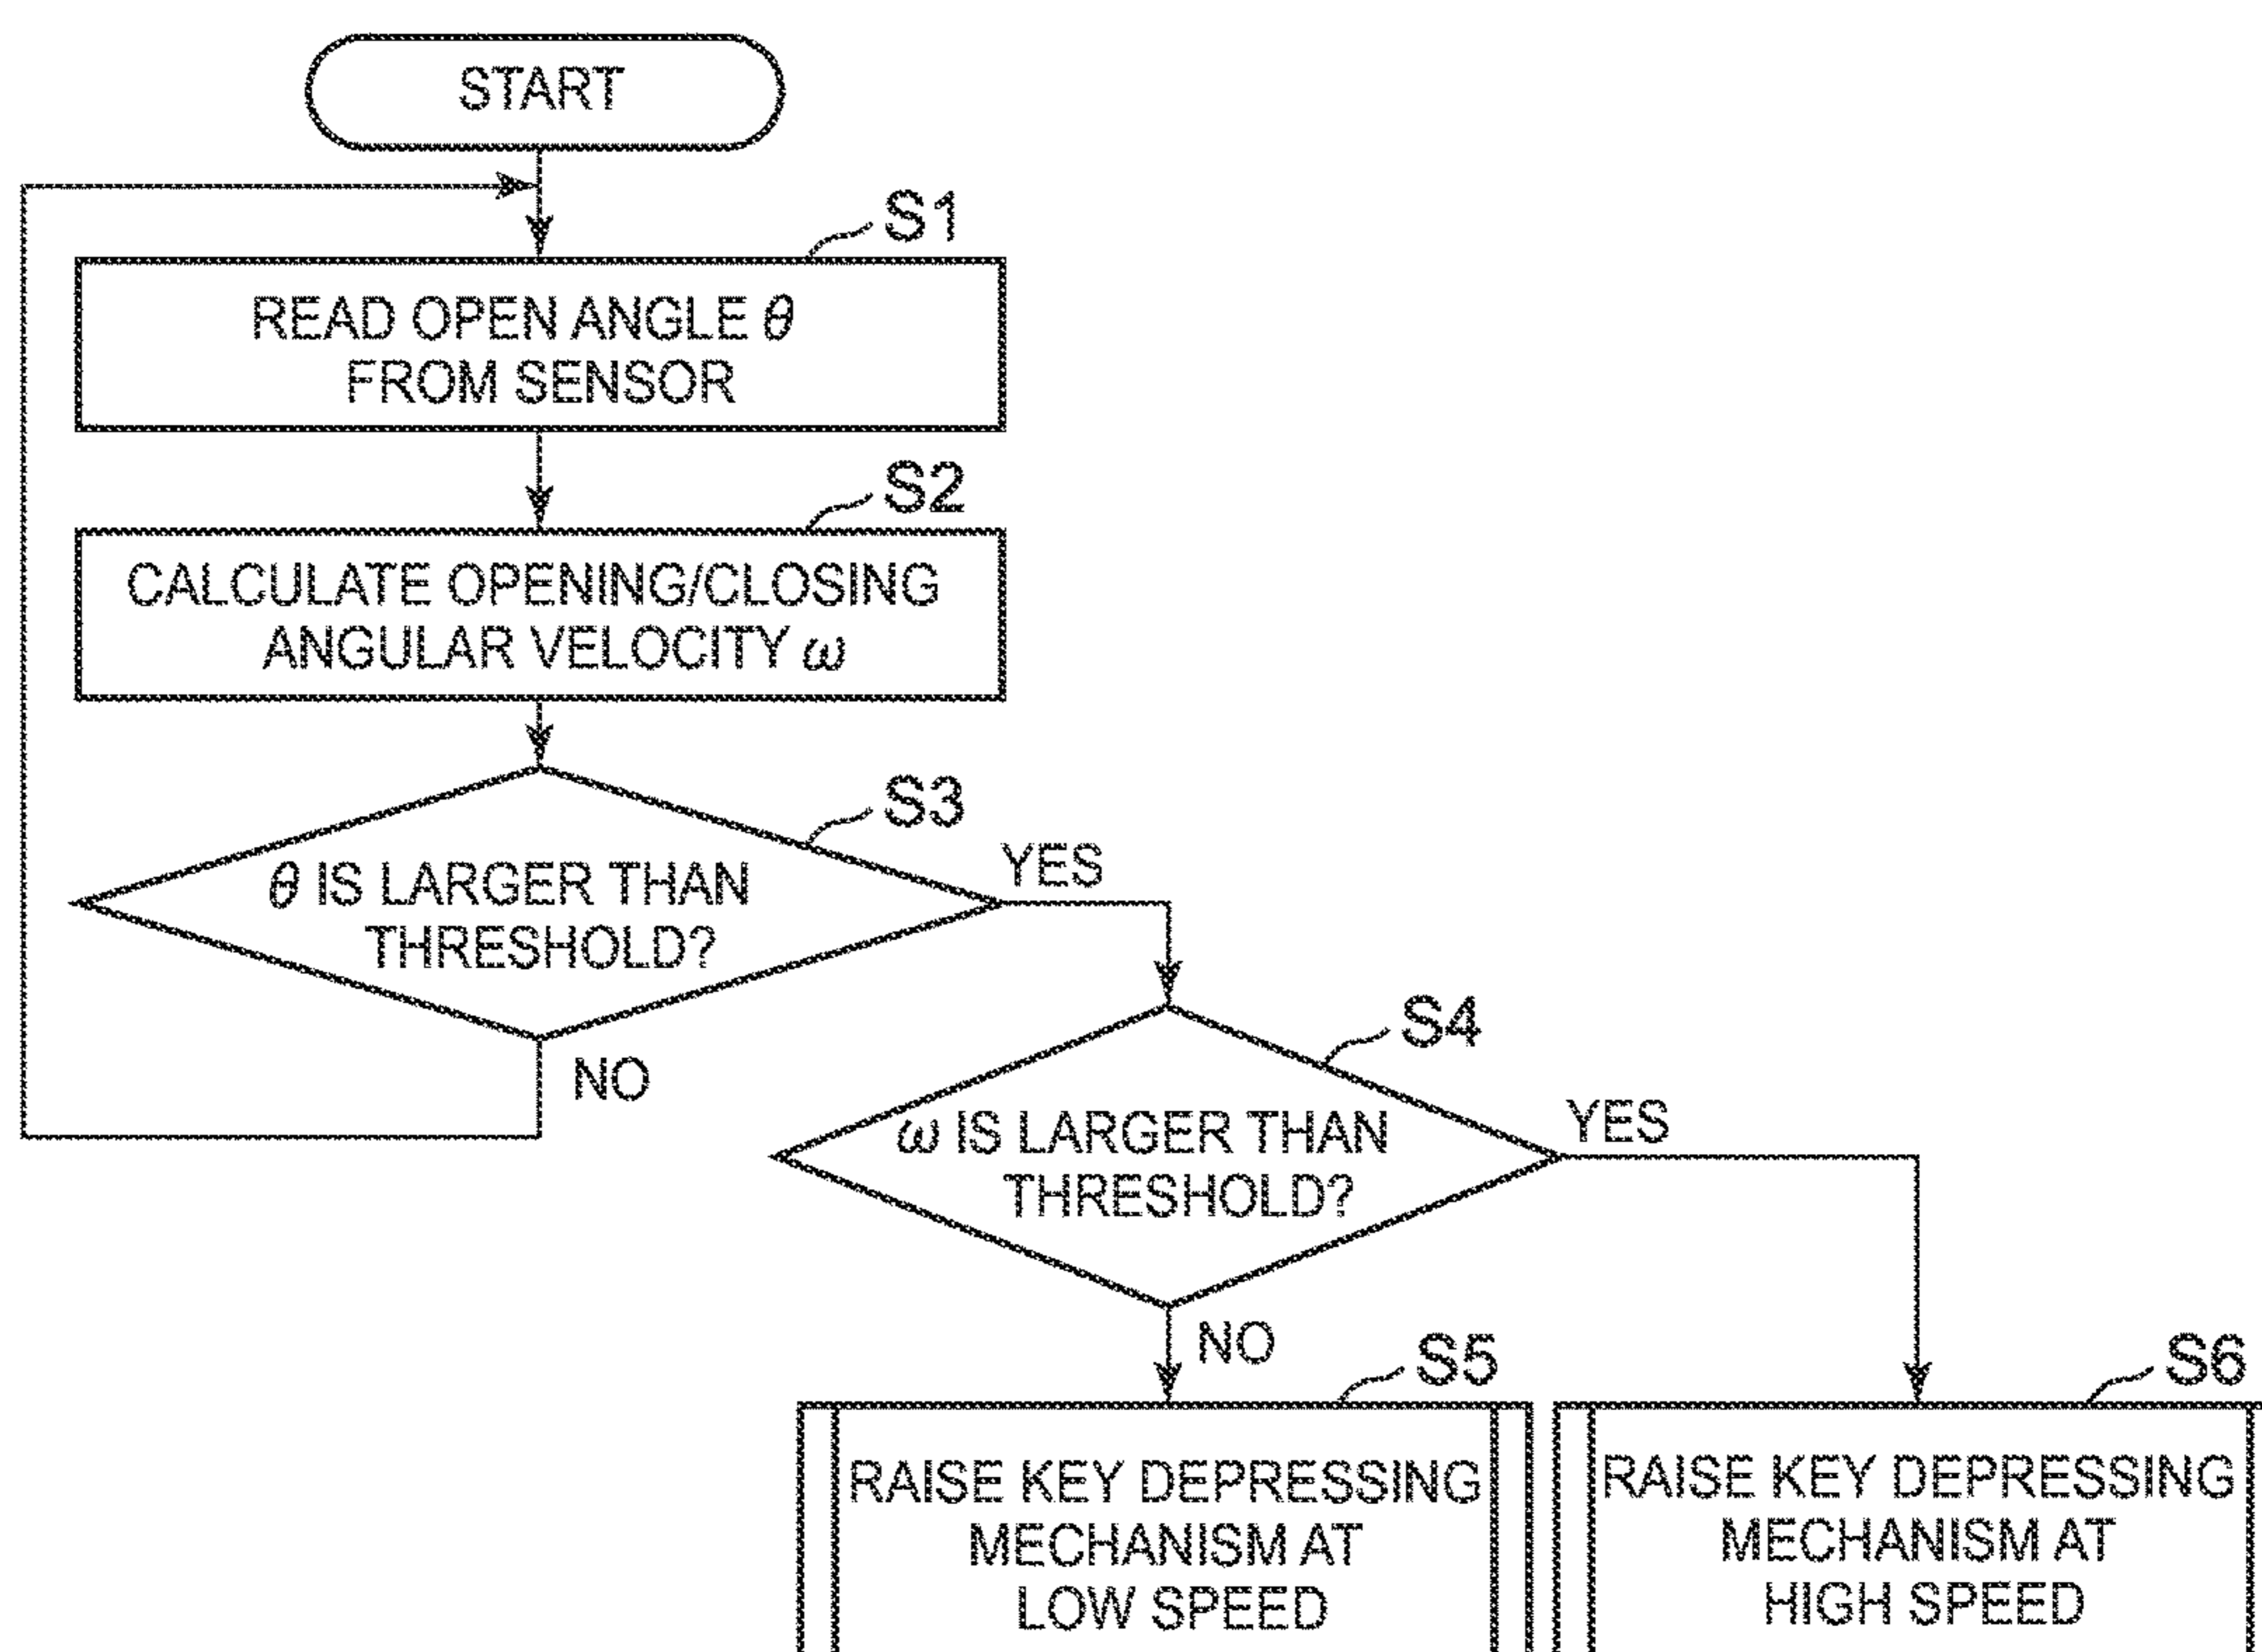 START
S1
READ OPEN ANGLE θ
FROM SENSOR
S2
CALCULATE OPENING/CLOSING
ANGULAR VELOCITY ω
S3
θ IS LARGER THAN
THRESHOLD?
YES
NO
S4
ω IS LARGER THAN
THRESHOLD?
YES
NO
S5
RAISE KEY DEPRESSING
MECHANISM AT
LOW SPEED
S6
RAISE KEY DEPRESSING
MECHANISM AT
HIGH SPEED